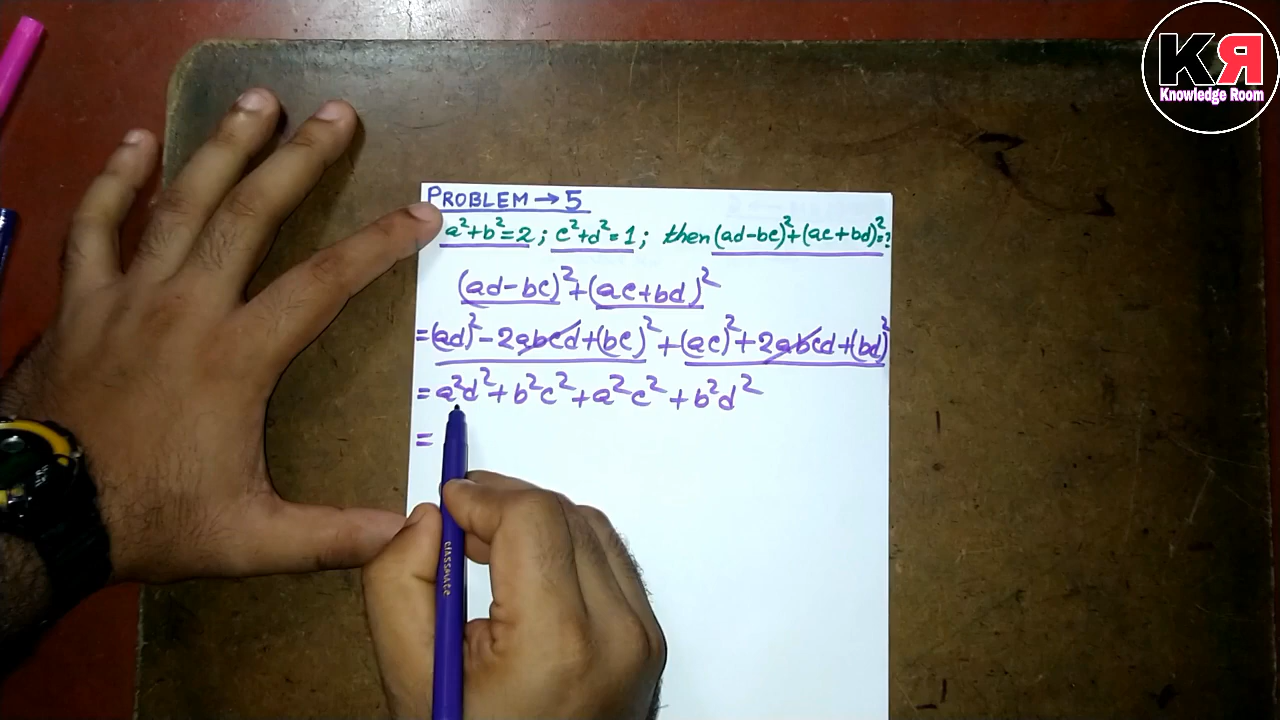 KЯ
Knowledge Room
PROBLEM → 5
a²+b²=2; c²+d²=1; then (ad-bc)²+(ac+bd)²=?
(ad-bc)²+(ac+bd)²
=(ad)²-2abcd+(bc)²+(ac)²+2abcd+(bd)²
=a²d²+b²c²+a²c²+b²d²
=
classmate